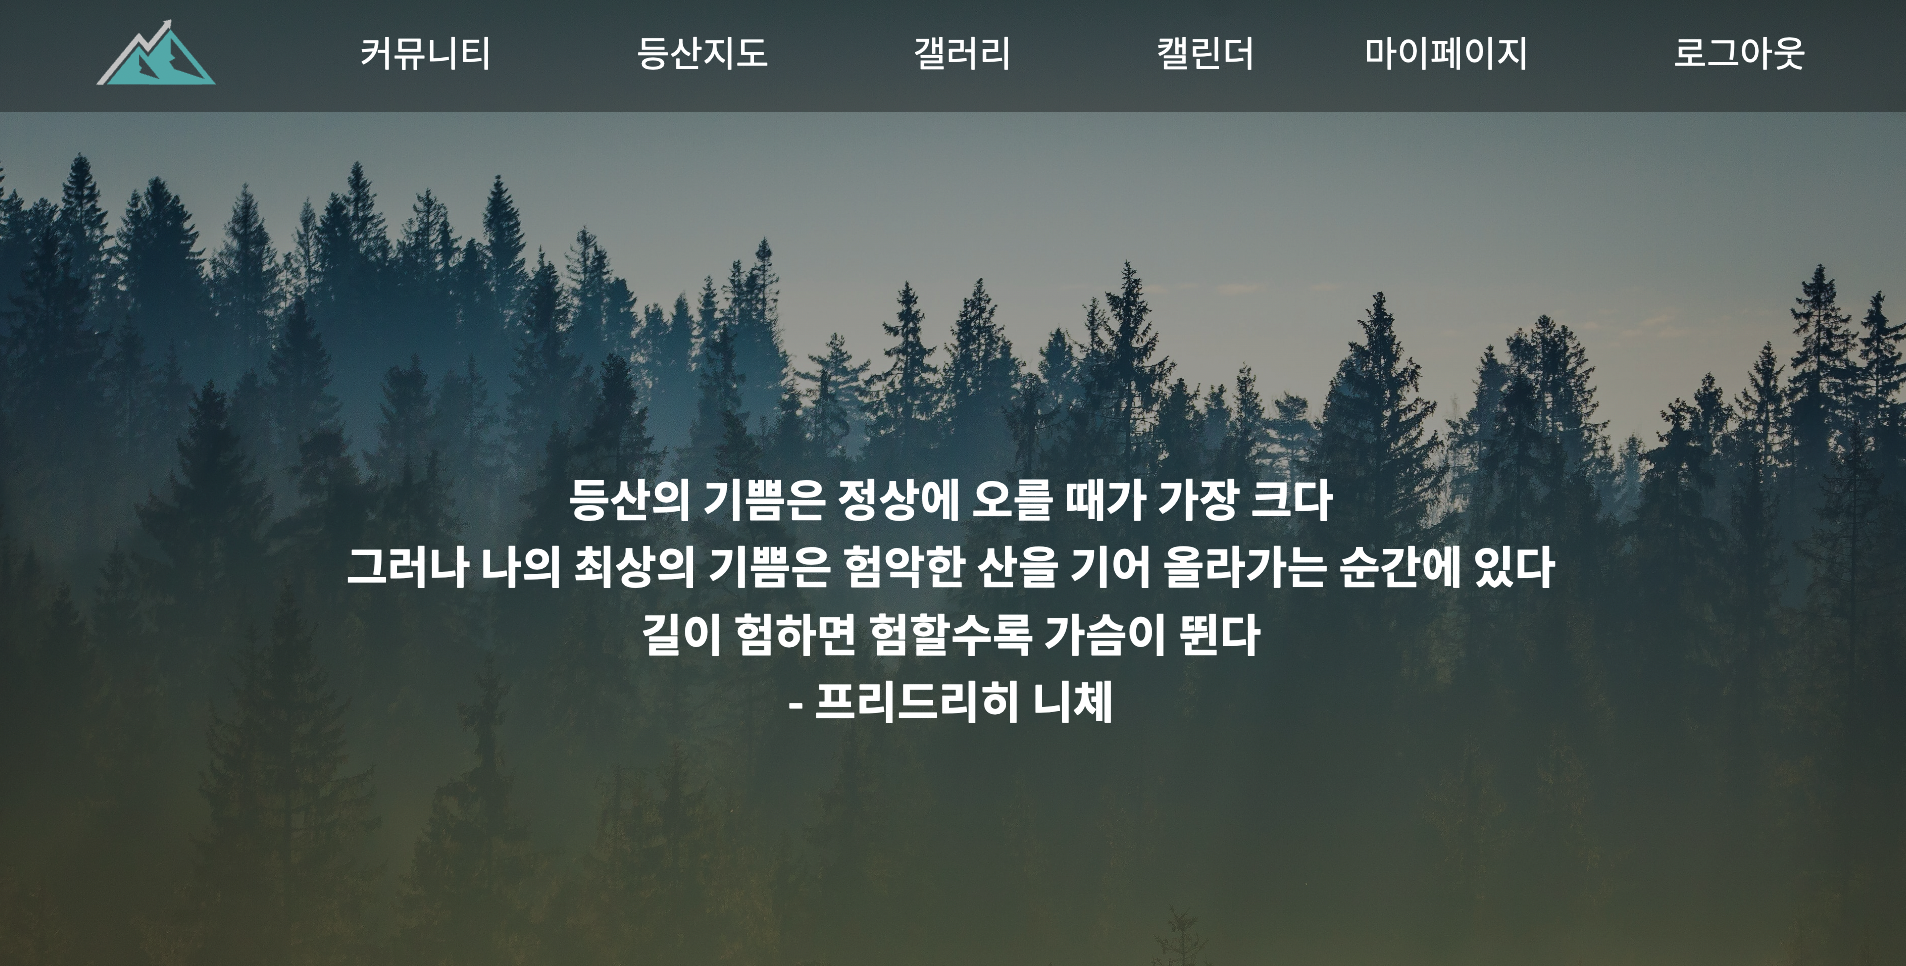 커뮤니티 등산지도 갤러리 캘린더 마이페이지 로그아웃
등산의 기쁨은 정상에 오를 때가 가장 크다
그러나 나의 최상의 기쁨은 험악한 산을 기어 올라가는 순간에 있다
길이 험하면 험할수록 가슴이 뛴다
- 프리드리히 니체